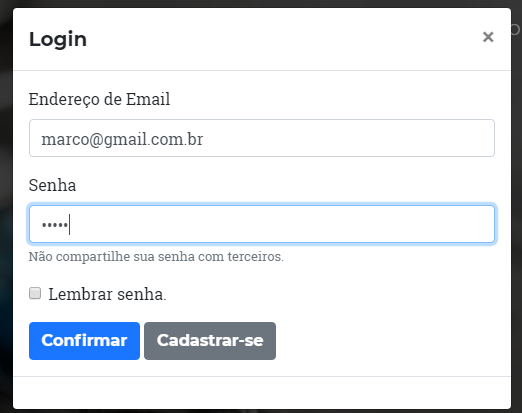 Login
×
Endereço de Email
marco@gmail.com.br
Senha
•••••
Não compartilhe sua senha com terceiros.
Lembrar senha.
Confirmar Cadastrar-se